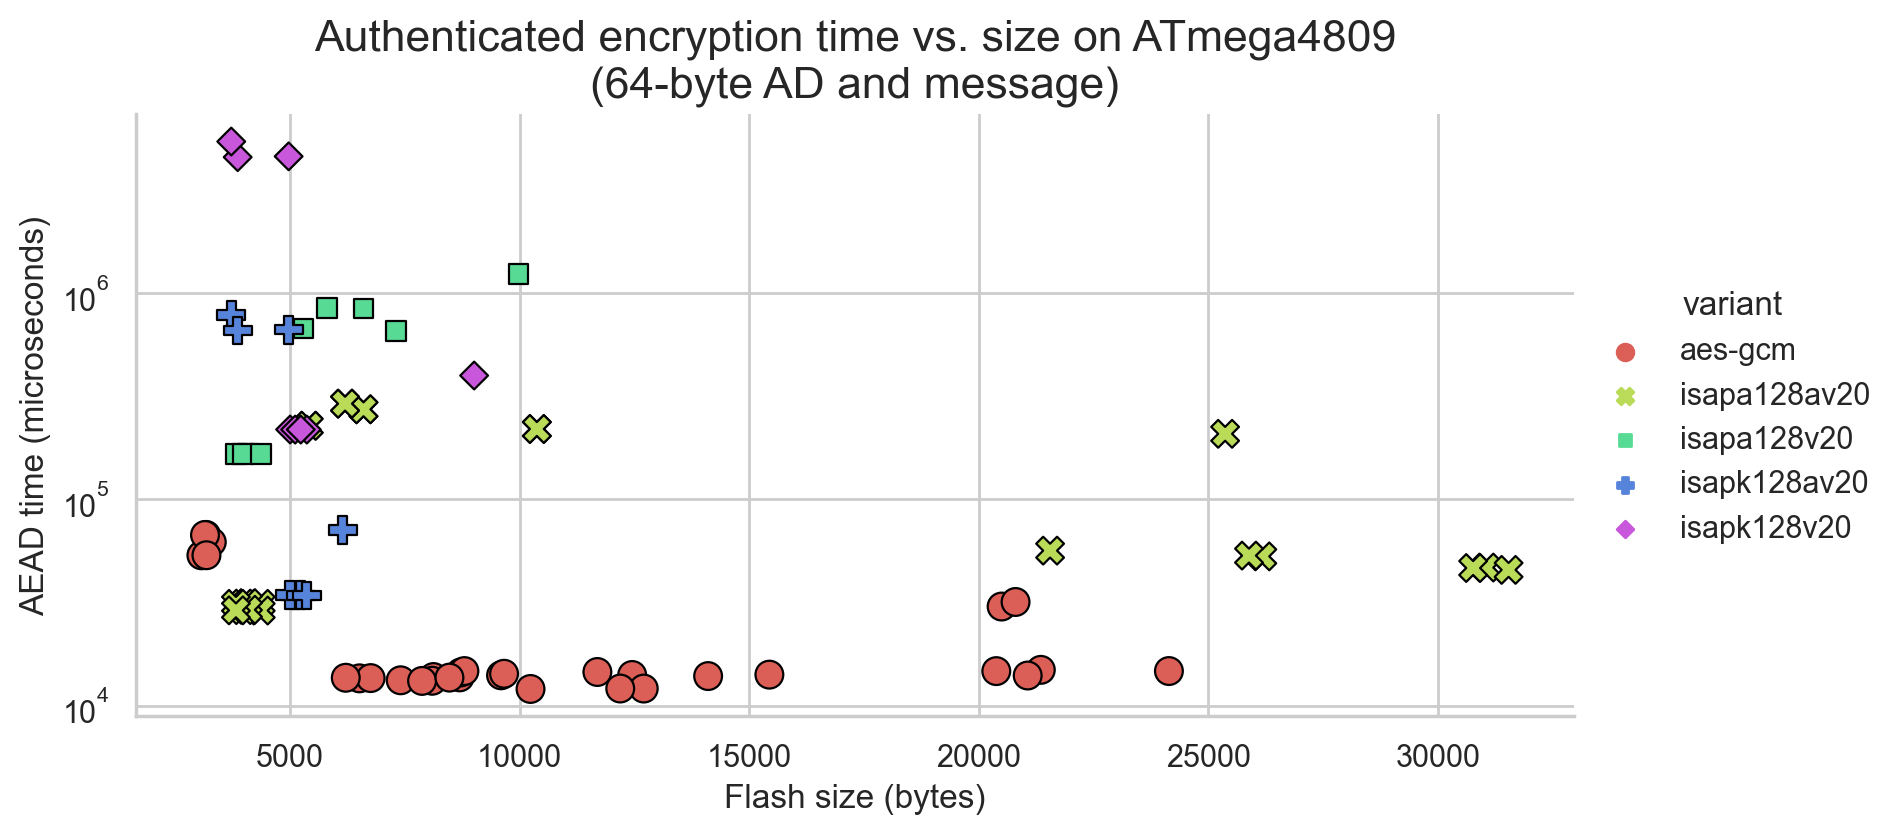 Authenticated encryption time vs. size on ATmega4809
(64-byte AD and message)
AEAD time (microseconds)
10^6
10^5
10^4
5000 10000 15000 20000 25000 30000
Flash size (bytes)
variant
aes-gcm
isapa128av20
isapa128v20
isapk128av20
isapk128v20